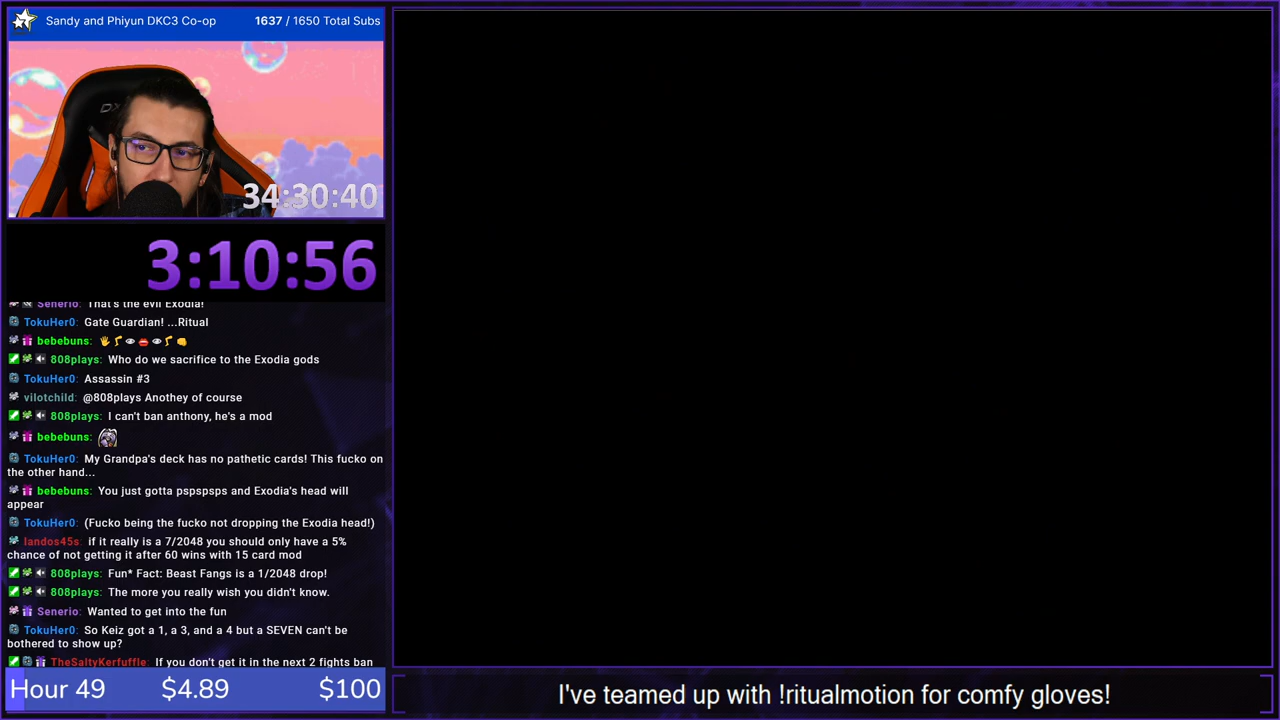 Sandy and Phiyun DKC3 Co-op 1637 / 1650 Total Subs
34:30:40
3:10:56
Senerio: That's the evil Exodia!
TokuHer0: Gate Guardian! ...Ritual
bebebuns:
808plays: Who do we sacrifice to the Exodia gods
TokuHer0: Assassin #3
vilotchild: @808plays Anothey of course
808plays: I can't ban anthony, he's a mod
bebebuns:
TokuHer0: My Grandpa's deck has no pathetic cards! This fucko on
the other hand...
bebebuns: You just gotta pspspsps and Exodia's head will
appear
TokuHer0: (Fucko being the fucko not dropping the Exodia head!)
landos45s: if it really is a 7/2048 you should only have a 5%
chance of not getting it after 60 wins with 15 card mod
808plays: Fun* Fact: Beast Fangs is a 1/2048 drop!
808plays: The more you really wish you didn't know.
Senerio: Wanted to get into the fun
TokuHer0: So Keiz got a 1, a 3, and a 4 but a SEVEN can't be
bothered to show up?
TheSaltyKerfuffle: If you don't get it in the next 2 fights ban
Hour 49 $4.89 $100
I've teamed up with !ritualmotion for comfy gloves!